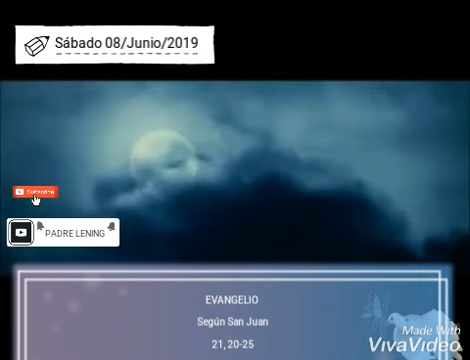 Sábado 08/Junio/2019
Subscribe
PADRE LENING
EVANGELIO
Según San Juan
21, 20-25
Made With
VivaVideo